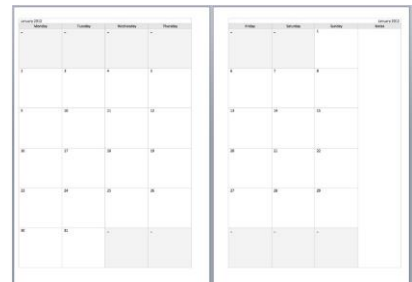 January 2012
Monday Tuesday Wednesday Thursday
– – – –
2 3 4 5
9 10 11 12
16 17 18 19
23 24 25 26
30 31 – –
January 2012
Friday Saturday Sunday Notes
– – 1
6 7 8
14 15
20 21 22
27 28 29
– – –